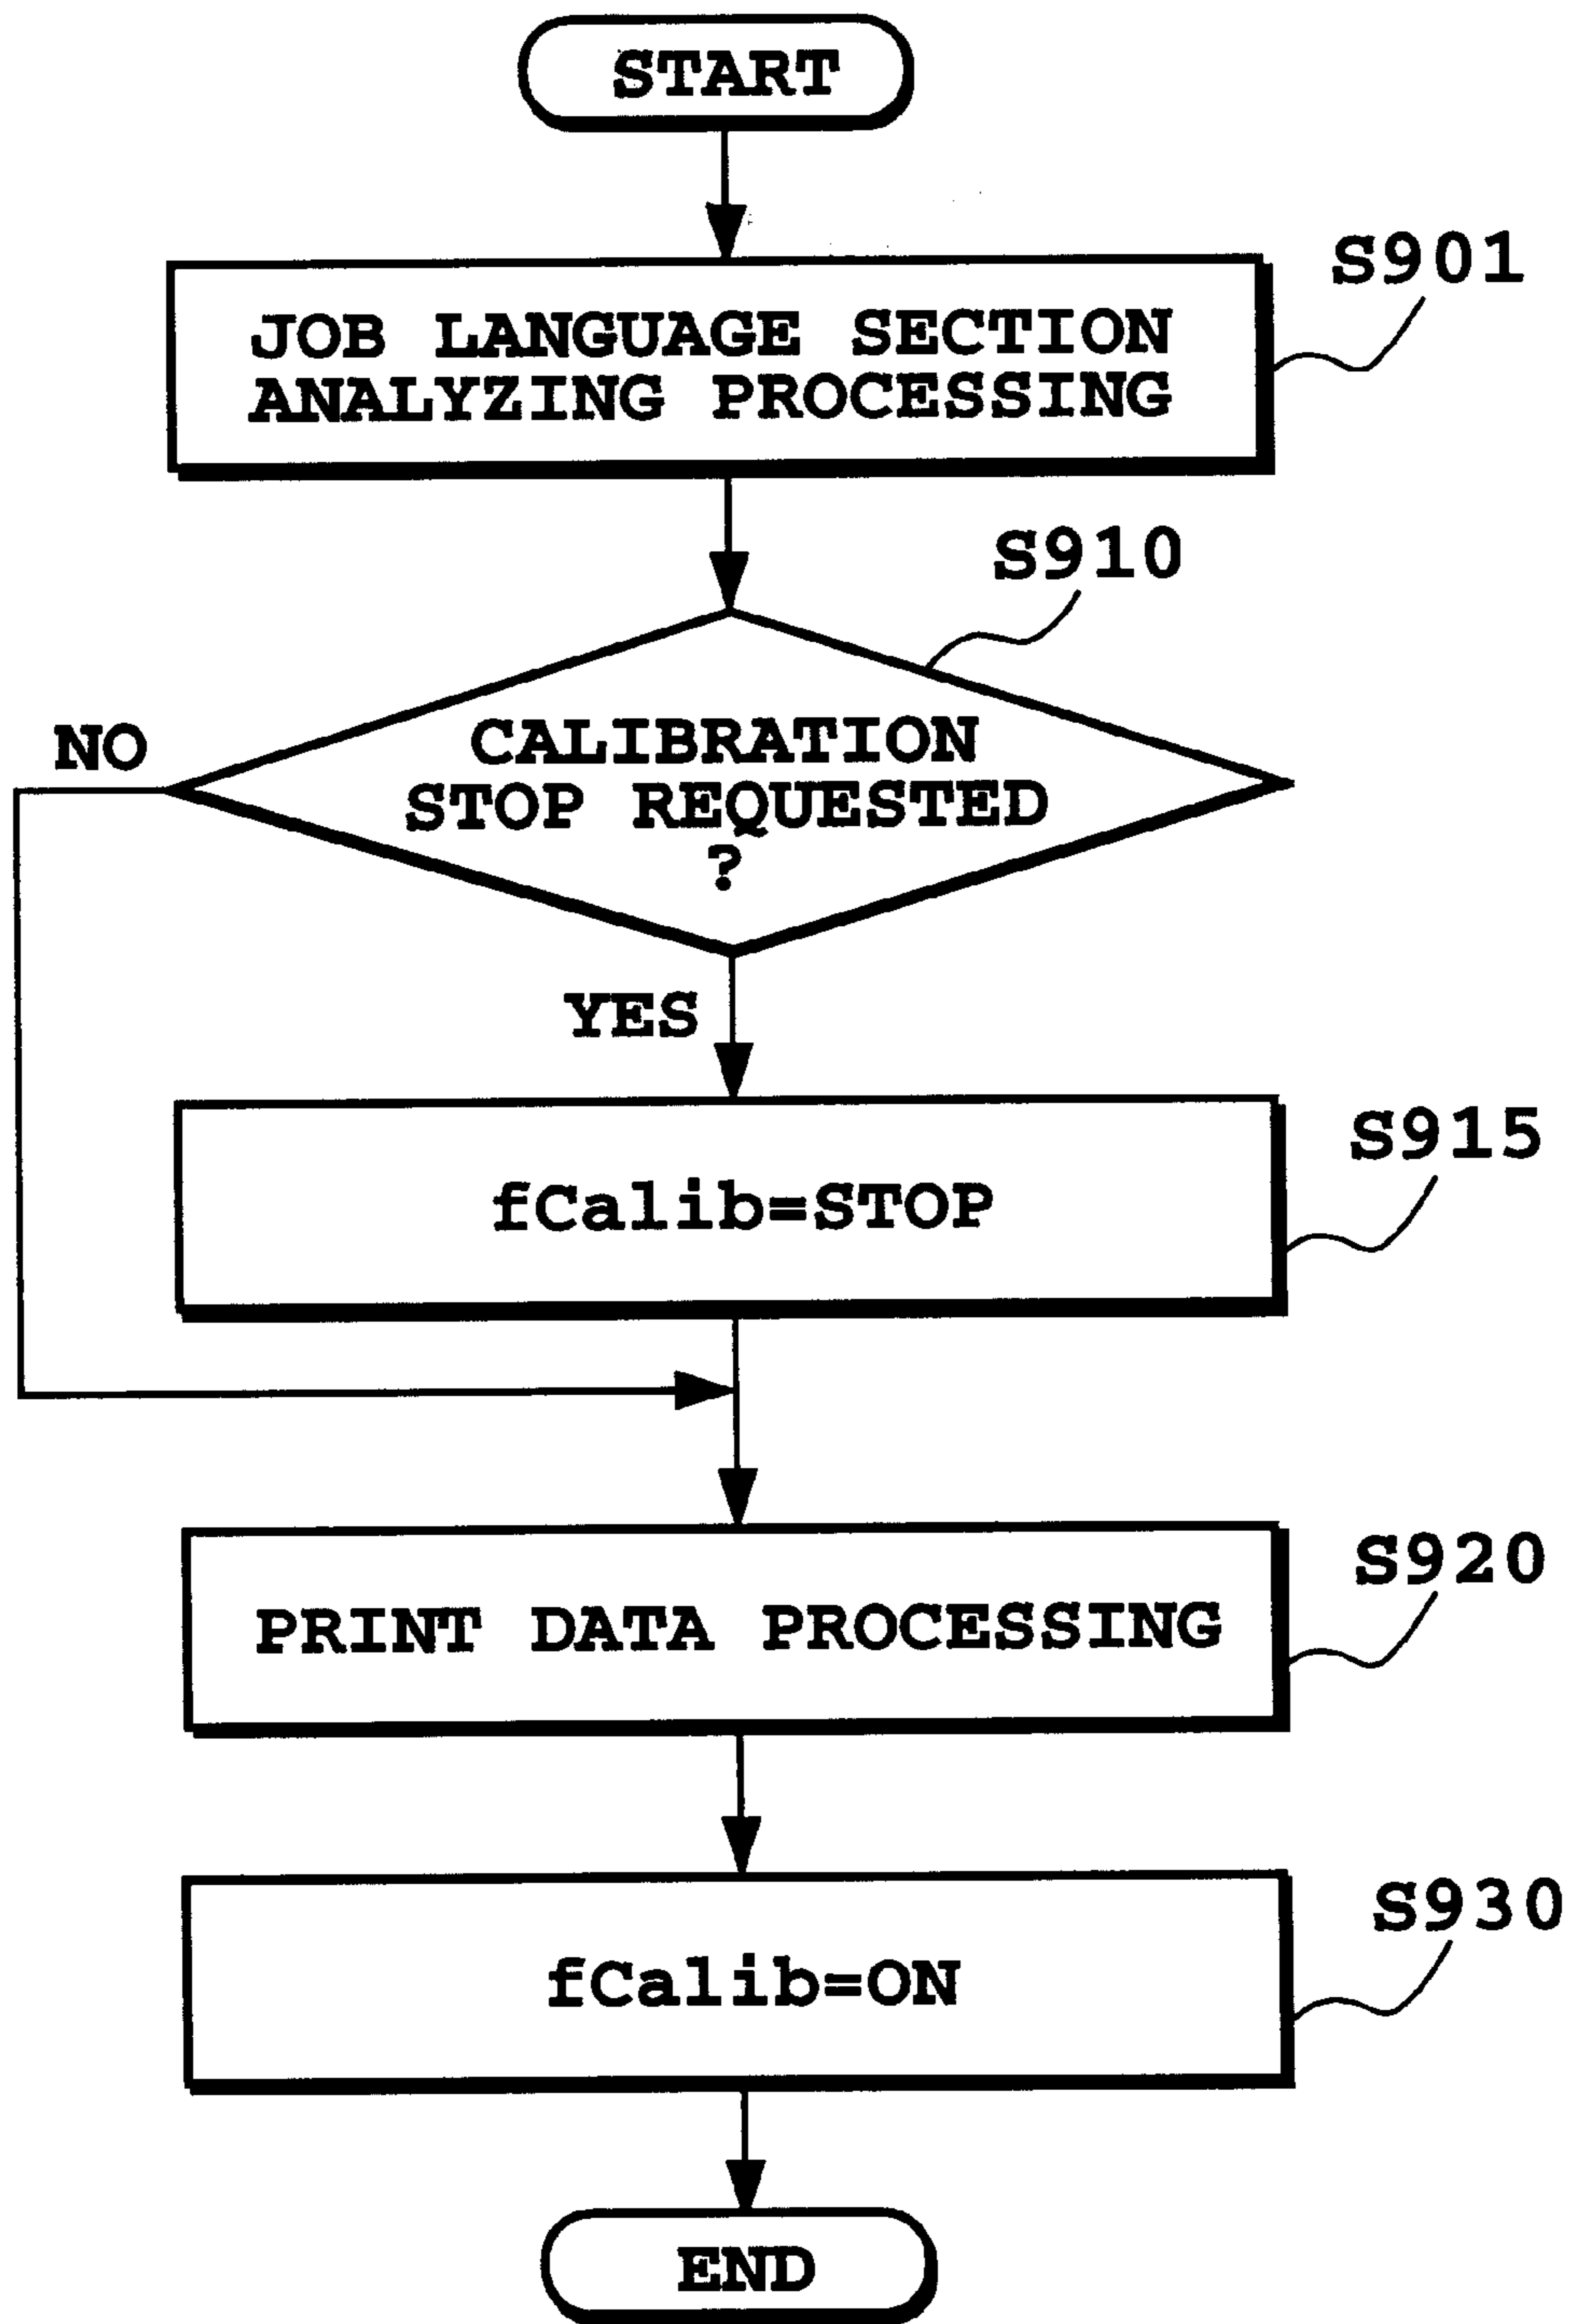 START
S901
JOB LANGUAGE SECTION
ANALYZING PROCESSING
S910
NO
CALIBRATION
STOP REQUESTED
?
YES
S915
fCalib=STOP
S920
PRINT DATA PROCESSING
S930
fCalib=ON
END